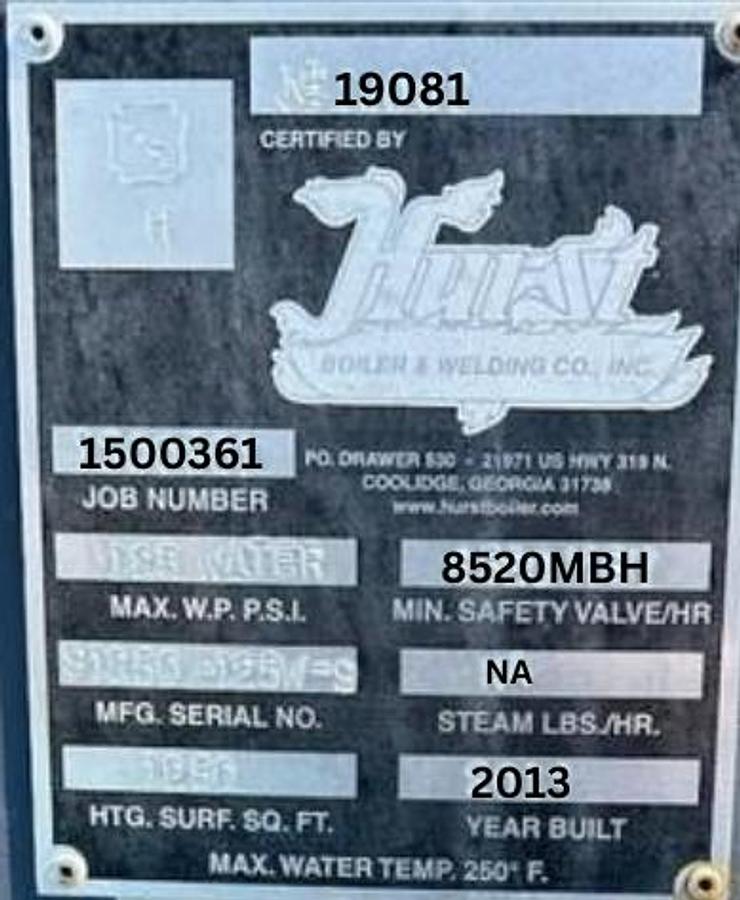 19081
CERTIFIED BY
Hurst
BOILER & WELDING CO., INC.
1500361
JOB NUMBER
P.O. DRAWER 530 - 21971 US HWY 319 N.
COOLIDGE, GEORGIA 31738
www.hurstboiler.com
WATER
MAX. W.P. P.S.I.
8520MBH
MIN. SAFETY VALVE/HR
MFG. SERIAL NO.
NA
STEAM LBS./HR.
HTG. SURF. SQ. FT.
2013
YEAR BUILT
MAX. WATER TEMP. 250° F.